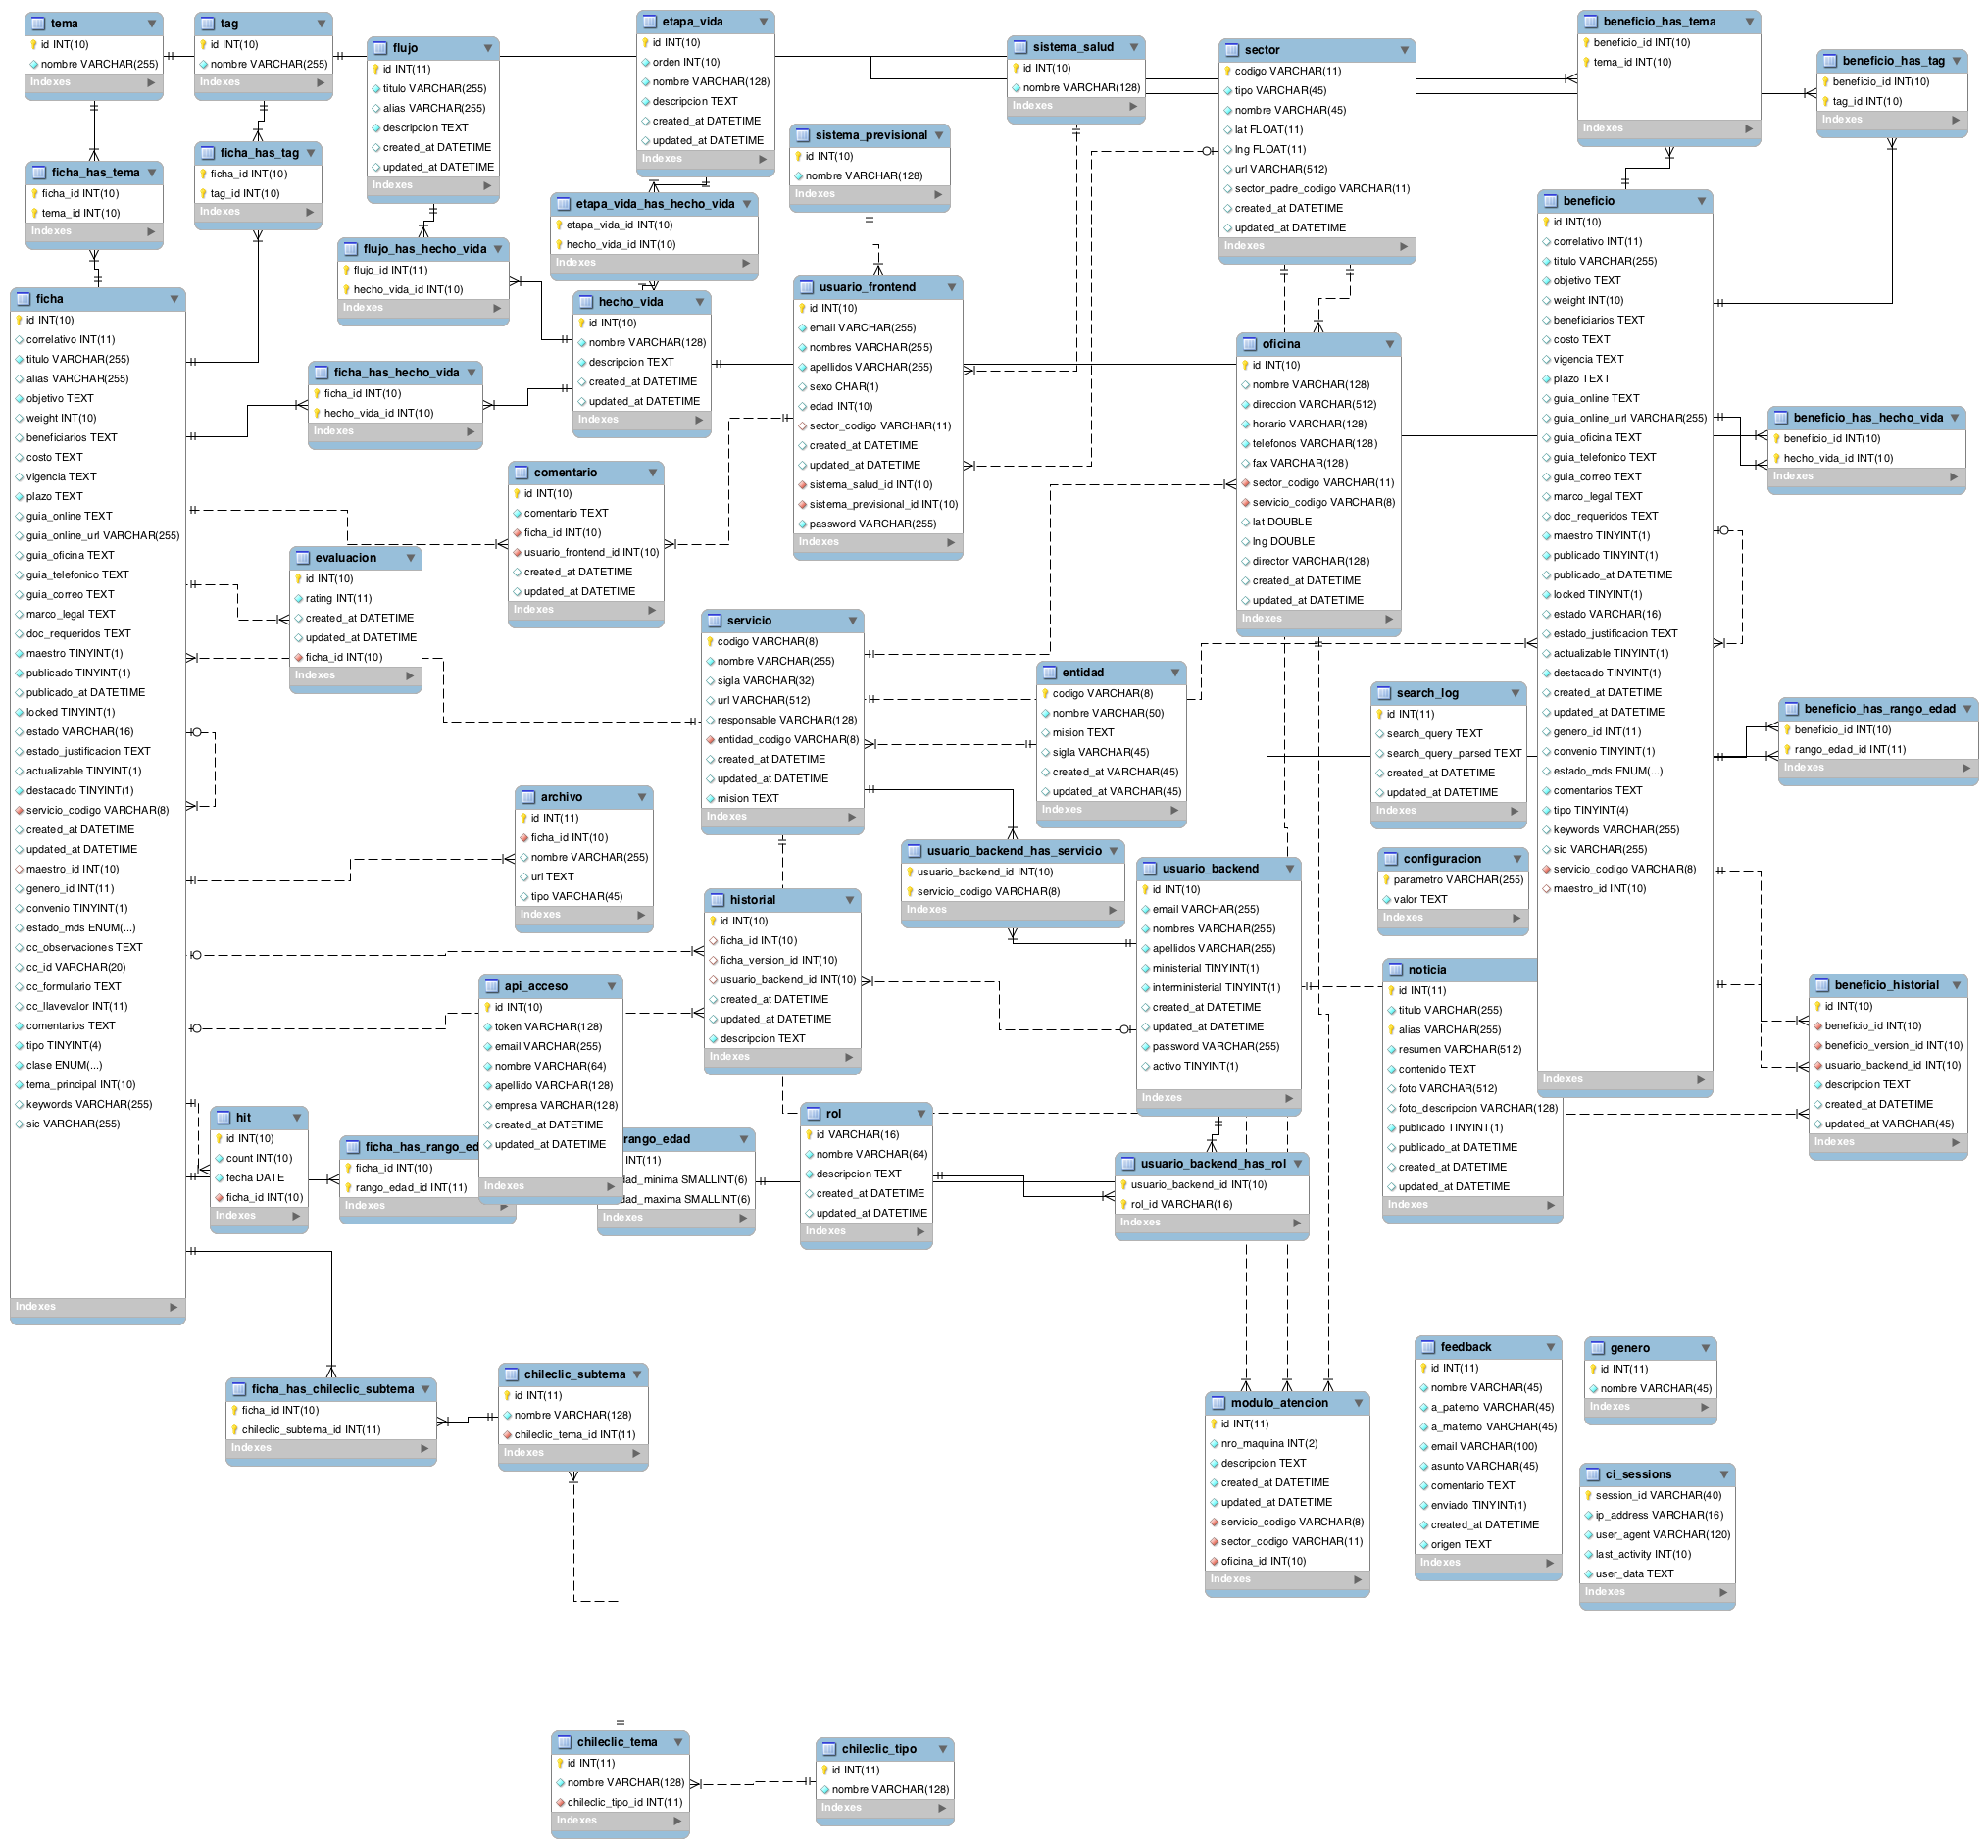 tema
id INT(10)
nombre VARCHAR(255)
Indexes
tag
id INT(10)
nombre VARCHAR(255)
Indexes
flujo
id INT(11)
titulo VARCHAR(255)
alias VARCHAR(255)
descripcion TEXT
created_at DATETIME
updated_at DATETIME
Indexes
etapa_vida
id INT(10)
orden INT(10)
nombre VARCHAR(128)
descripcion TEXT
created_at DATETIME
updated_at DATETIME
Indexes
sistema_salud
id INT(10)
nombre VARCHAR(128)
Indexes
sector
codigo VARCHAR(11)
tipo VARCHAR(45)
nombre VARCHAR(45)
lat FLOAT(11)
lng FLOAT(11)
url VARCHAR(512)
sector_padre_codigo VARCHAR(11)
created_at DATETIME
updated_at DATETIME
Indexes
beneficio_has_tema
beneficio_id INT(10)
tema_id INT(10)
Indexes
beneficio_has_tag
beneficio_id INT(10)
tag_id INT(10)
Indexes
ficha_has_tema
ficha_id INT(10)
tema_id INT(10)
Indexes
ficha_has_tag
ficha_id INT(10)
tag_id INT(10)
Indexes
sistema_previsional
id INT(10)
nombre VARCHAR(128)
Indexes
etapa_vida_has_hecho_vida
etapa_vida_id INT(10)
hecho_vida_id INT(10)
Indexes
flujo_has_hecho_vida
flujo_id INT(11)
hecho_vida_id INT(10)
Indexes
hecho_vida
id INT(10)
nombre VARCHAR(128)
descripcion TEXT
created_at DATETIME
updated_at DATETIME
Indexes
usuario_frontend
id INT(10)
email VARCHAR(255)
nombres VARCHAR(255)
apellidos VARCHAR(255)
sexo CHAR(1)
edad INT(10)
sector_codigo VARCHAR(11)
created_at DATETIME
updated_at DATETIME
sistema_salud_id INT(10)
sistema_previsional_id INT(10)
password VARCHAR(255)
Indexes
oficina
id INT(10)
nombre VARCHAR(128)
direccion VARCHAR(512)
horario VARCHAR(128)
telefonos VARCHAR(128)
fax VARCHAR(128)
sector_codigo VARCHAR(11)
servicio_codigo VARCHAR(8)
lat DOUBLE
lng DOUBLE
director VARCHAR(128)
created_at DATETIME
updated_at DATETIME
Indexes
beneficio
id INT(10)
correlativo INT(11)
titulo VARCHAR(255)
objetivo TEXT
weight INT(10)
beneficiarios TEXT
costo TEXT
vigencia TEXT
plazo TEXT
guia_online TEXT
guia_online_url VARCHAR(255)
guia_oficina TEXT
guia_telefonico TEXT
guia_correo TEXT
marco_legal TEXT
doc_requeridos TEXT
maestro TINYINT(1)
publicado TINYINT(1)
publicado_at DATETIME
locked TINYINT(1)
estado VARCHAR(16)
estado_justificacion TEXT
actualizable TINYINT(1)
destacado TINYINT(1)
created_at DATETIME
updated_at DATETIME
genero_id INT(11)
convenio TINYINT(1)
estado_mds ENUM(...)
comentarios TEXT
tipo TINYINT(4)
keywords VARCHAR(255)
sic VARCHAR(255)
servicio_codigo VARCHAR(8)
maestro_id INT(10)
Indexes
ficha
id INT(10)
correlativo INT(11)
titulo VARCHAR(255)
alias VARCHAR(255)
objetivo TEXT
weight INT(10)
beneficiarios TEXT
costo TEXT
vigencia TEXT
plazo TEXT
guia_online TEXT
guia_online_url VARCHAR(255)
guia_oficina TEXT
guia_telefonico TEXT
guia_correo TEXT
marco_legal TEXT
doc_requeridos TEXT
maestro TINYINT(1)
publicado TINYINT(1)
publicado_at DATETIME
locked TINYINT(1)
estado VARCHAR(16)
estado_justificacion TEXT
actualizable TINYINT(1)
destacado TINYINT(1)
servicio_codigo VARCHAR(8)
created_at DATETIME
updated_at DATETIME
maestro_id INT(10)
genero_id INT(11)
convenio TINYINT(1)
estado_mds ENUM(...)
cc_observaciones TEXT
cc_id VARCHAR(20)
cc_formulario TEXT
cc_llavevalor INT(11)
comentarios TEXT
tipo TINYINT(4)
clase ENUM(...)
tema_principal INT(10)
keywords VARCHAR(255)
sic VARCHAR(255)
Indexes
ficha_has_hecho_vida
ficha_id INT(10)
hecho_vida_id INT(10)
Indexes
comentario
id INT(10)
comentario TEXT
ficha_id INT(10)
usuario_frontend_id INT(10)
created_at DATETIME
updated_at DATETIME
Indexes
beneficio_has_hecho_vida
beneficio_id INT(10)
hecho_vida_id INT(10)
Indexes
evaluacion
id INT(10)
rating INT(11)
created_at DATETIME
updated_at DATETIME
ficha_id INT(10)
Indexes
servicio
codigo VARCHAR(8)
nombre VARCHAR(255)
sigla VARCHAR(32)
url VARCHAR(512)
responsable VARCHAR(128)
entidad_codigo VARCHAR(8)
created_at DATETIME
updated_at DATETIME
mision TEXT
Indexes
entidad
codigo VARCHAR(8)
nombre VARCHAR(50)
mision TEXT
sigla VARCHAR(45)
created_at VARCHAR(45)
updated_at VARCHAR(45)
Indexes
search_log
id INT(11)
search_query TEXT
search_query_parsed TEXT
created_at DATETIME
updated_at DATETIME
Indexes
beneficio_has_rango_edad
beneficio_id INT(10)
rango_edad_id INT(11)
Indexes
archivo
id INT(11)
ficha_id INT(10)
nombre VARCHAR(255)
url TEXT
tipo VARCHAR(45)
Indexes
usuario_backend_has_servicio
usuario_backend_id INT(10)
servicio_codigo VARCHAR(8)
Indexes
configuracion
parametro VARCHAR(255)
valor TEXT
Indexes
usuario_backend
id INT(10)
email VARCHAR(255)
nombres VARCHAR(255)
apellidos VARCHAR(255)
ministerial TINYINT(1)
interministerial TINYINT(1)
created_at DATETIME
updated_at DATETIME
password VARCHAR(255)
activo TINYINT(1)
Indexes
historial
id INT(10)
ficha_id INT(10)
ficha_version_id INT(10)
usuario_backend_id INT(10)
created_at DATETIME
updated_at DATETIME
descripcion TEXT
Indexes
noticia
id INT(11)
titulo VARCHAR(255)
alias VARCHAR(255)
resumen VARCHAR(512)
contenido TEXT
foto VARCHAR(512)
foto_descripcion VARCHAR(128)
publicado TINYINT(1)
publicado_at DATETIME
created_at DATETIME
updated_at DATETIME
Indexes
beneficio_historial
id INT(10)
beneficio_id INT(10)
beneficio_version_id INT(10)
usuario_backend_id INT(10)
descripcion TEXT
created_at DATETIME
updated_at VARCHAR(45)
Indexes
api_acceso
id INT(10)
token VARCHAR(128)
email VARCHAR(255)
nombre VARCHAR(64)
apellido VARCHAR(128)
empresa VARCHAR(128)
created_at DATETIME
updated_at DATETIME
Indexes
hit
id INT(10)
count INT(10)
fecha DATE
ficha_id INT(10)
Indexes
ficha_has_rango_ed
ficha_id INT(10)
rango_edad_id INT(11)
Indexes
rango_edad
INT(11)
dad_minima SMALLINT(6)
dad_maxima SMALLINT(6)
Indexes
rol
id VARCHAR(16)
nombre VARCHAR(64)
descripcion TEXT
created_at DATETIME
updated_at DATETIME
Indexes
usuario_backend_has_rol
usuario_backend_id INT(10)
rol_id VARCHAR(16)
Indexes
ficha_has_chileclic_subtema
ficha_id INT(10)
chileclic_subtema_id INT(11)
Indexes
chileclic_subtema
id INT(11)
nombre VARCHAR(128)
chileclic_tema_id INT(11)
Indexes
modulo_atencion
id INT(11)
nro_maquina INT(2)
descripcion TEXT
created_at DATETIME
updated_at DATETIME
servicio_codigo VARCHAR(8)
sector_codigo VARCHAR(11)
oficina_id INT(10)
Indexes
feedback
id INT(11)
nombre VARCHAR(45)
a_paterno VARCHAR(45)
a_materno VARCHAR(45)
email VARCHAR(100)
asunto VARCHAR(45)
comentario TEXT
enviado TINYINT(1)
created_at DATETIME
origen TEXT
Indexes
genero
id INT(11)
nombre VARCHAR(45)
Indexes
ci_sessions
session_id VARCHAR(40)
ip_address VARCHAR(16)
user_agent VARCHAR(120)
last_activity INT(10)
user_data TEXT
Indexes
chileclic_tema
id INT(11)
nombre VARCHAR(128)
chileclic_tipo_id INT(11)
Indexes
chileclic_tipo
id INT(11)
nombre VARCHAR(128)
Indexes